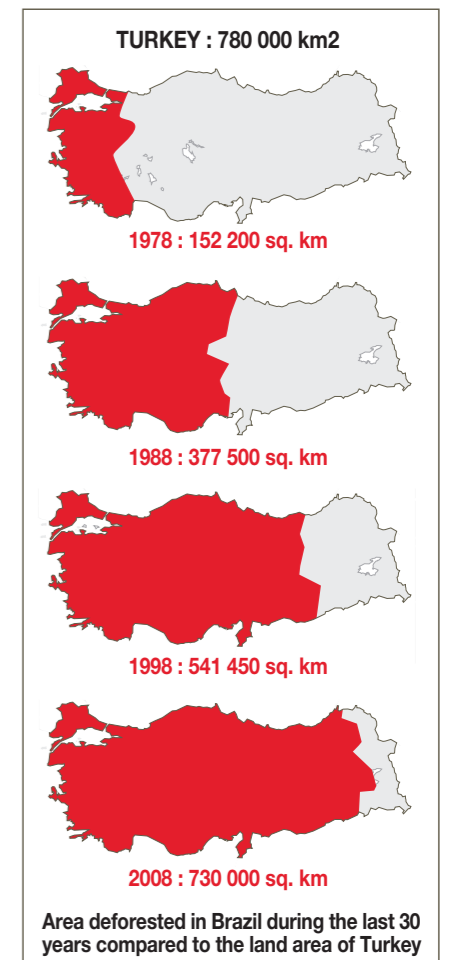 TURKEY : 780 000 km2
1978 : 152 200 sq. km
1988 : 377 500 sq. km
1998 : 541 450 sq. km
2008 : 730 000 sq. km
Area deforested in Brazil during the last 30
years compared to the land area of Turkey